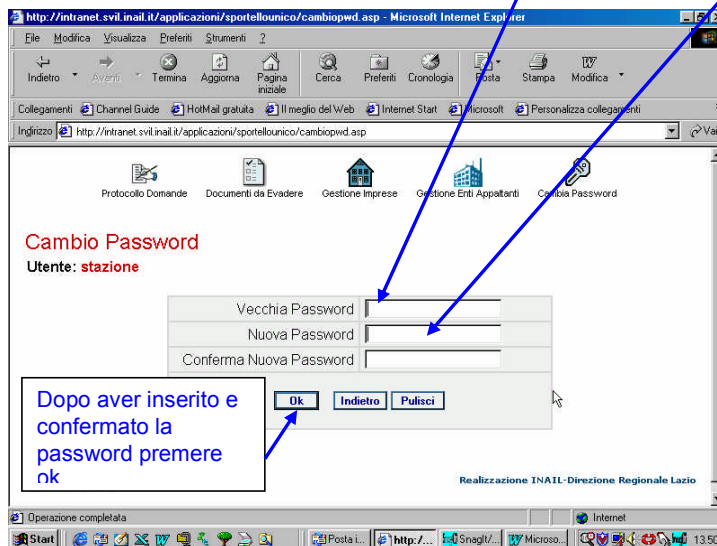 http://intranet.svil.inail.it/applicazioni/sportellounico/cambiopwd.asp - Microsoft Internet Explorer
File Modifica Visualizza Preferiti Strumenti ?
Indietro Avanti Termina Aggiorna Pagina iniziale Cerca Preferiti Cronologia Posta Stampa Modifica
Collegamenti Channel Guide HotMail gratuita Il meglio del Web Internet Start Microsoft Personalizza collegamenti
Indirizzo http://intranet.svil.inail.it/applicazioni/sportellounico/cambiopwd.asp Vai
Protocollo Domande Documenti da Evadere Gestione Imprese Gestione Enti Appaltanti Cambia Password
Cambio Password
Utente: stazione
Vecchia Password
Nuova Password
Conferma Nuova Password
Ok Indietro Pulisci
Dopo aver inserito e
confermato la
password premere
ok
Realizzazione INAIL-Direzione Regionale Lazio
Operazione completata Internet
Start Posta i... http:/... SnagIt/... Microso... 13.50